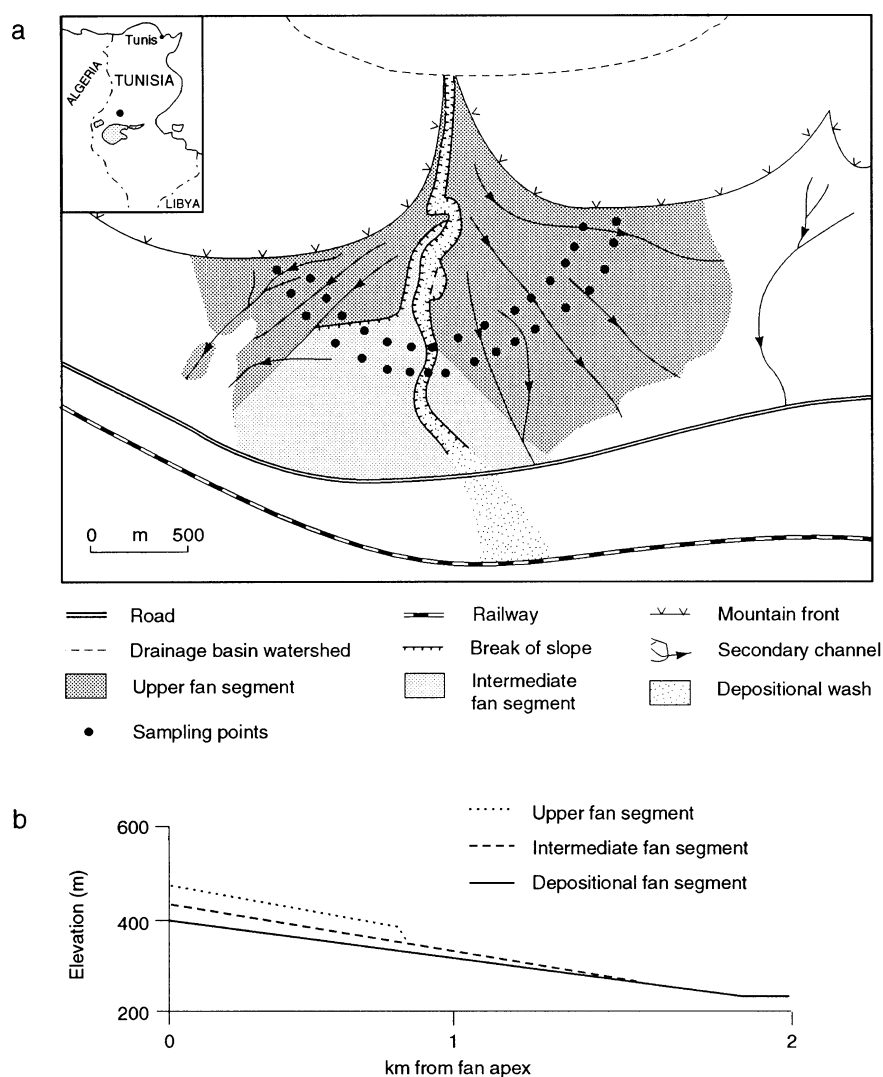 a
Tunis
ALGERIA
TUNISIA
LIBYA
0 m 500
Road
Railway
Mountain front
Drainage basin watershed
Break of slope
Secondary channel
Upper fan segment
Intermediate
fan segment
Depositional wash
Sampling points
b
Upper fan segment
Intermediate fan segment
Depositional fan segment
600
400
200
Elevation (m)
0 1 2
km from fan apex